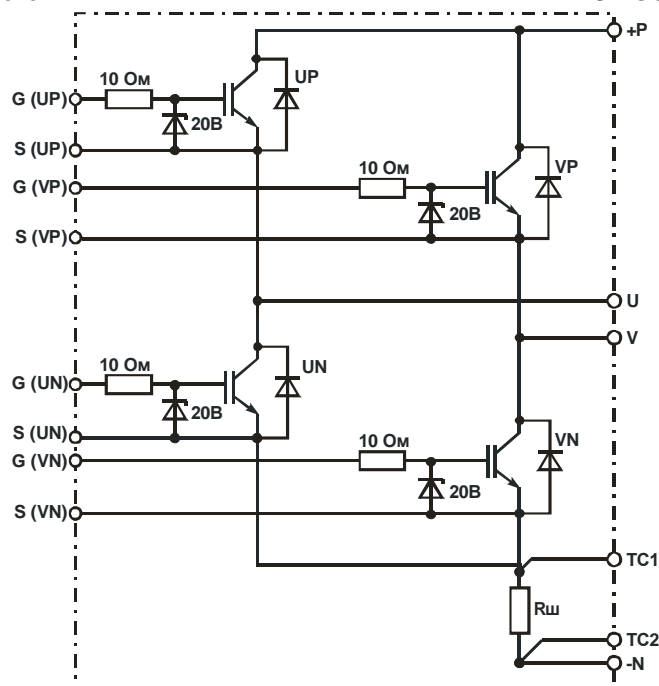 +P
10 Ом
UP
G (UP)
20В
S (UP)
10 Ом
VP
G (VP)
20В
S (VP)
U
V
10 Ом
UN
G (UN)
20В
S (UN)
10 Ом
VN
G (VN)
20В
S (VN)
TC1
Rш
TC2
-N